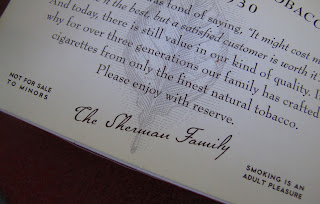 OBACCO
1930
as fond of saying, "It might cost m
it the best, but a satisfied customer is worth it.
And today, there is still value in our kind of quality. I
why for over three generations our family has crafted
cigarettes from only the finest natural tobacco.
Please enjoy with reserve.
The Sherman Family
NOT FOR SALE
TO MINORS
SMOKING IS AN
ADULT PLEASURE